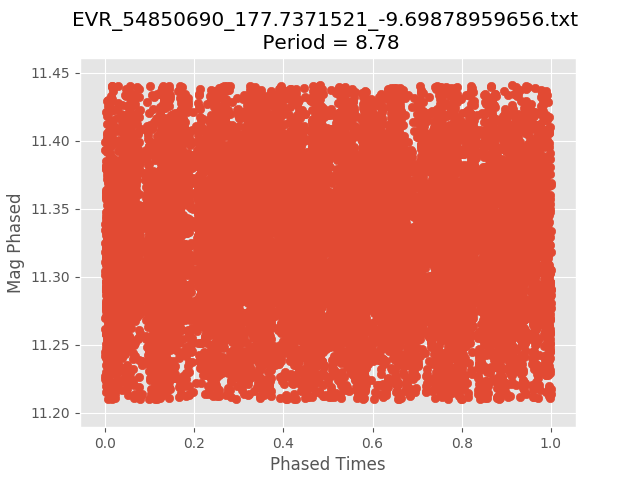 EVR_54850690_177.7371521_-9.69878959656.txt
Period = 8.78
11.45
11.40
11.35
11.30
11.25
11.20
Mag Phased
0.0 0.2 0.4 0.6 0.8 1.0
Phased Times